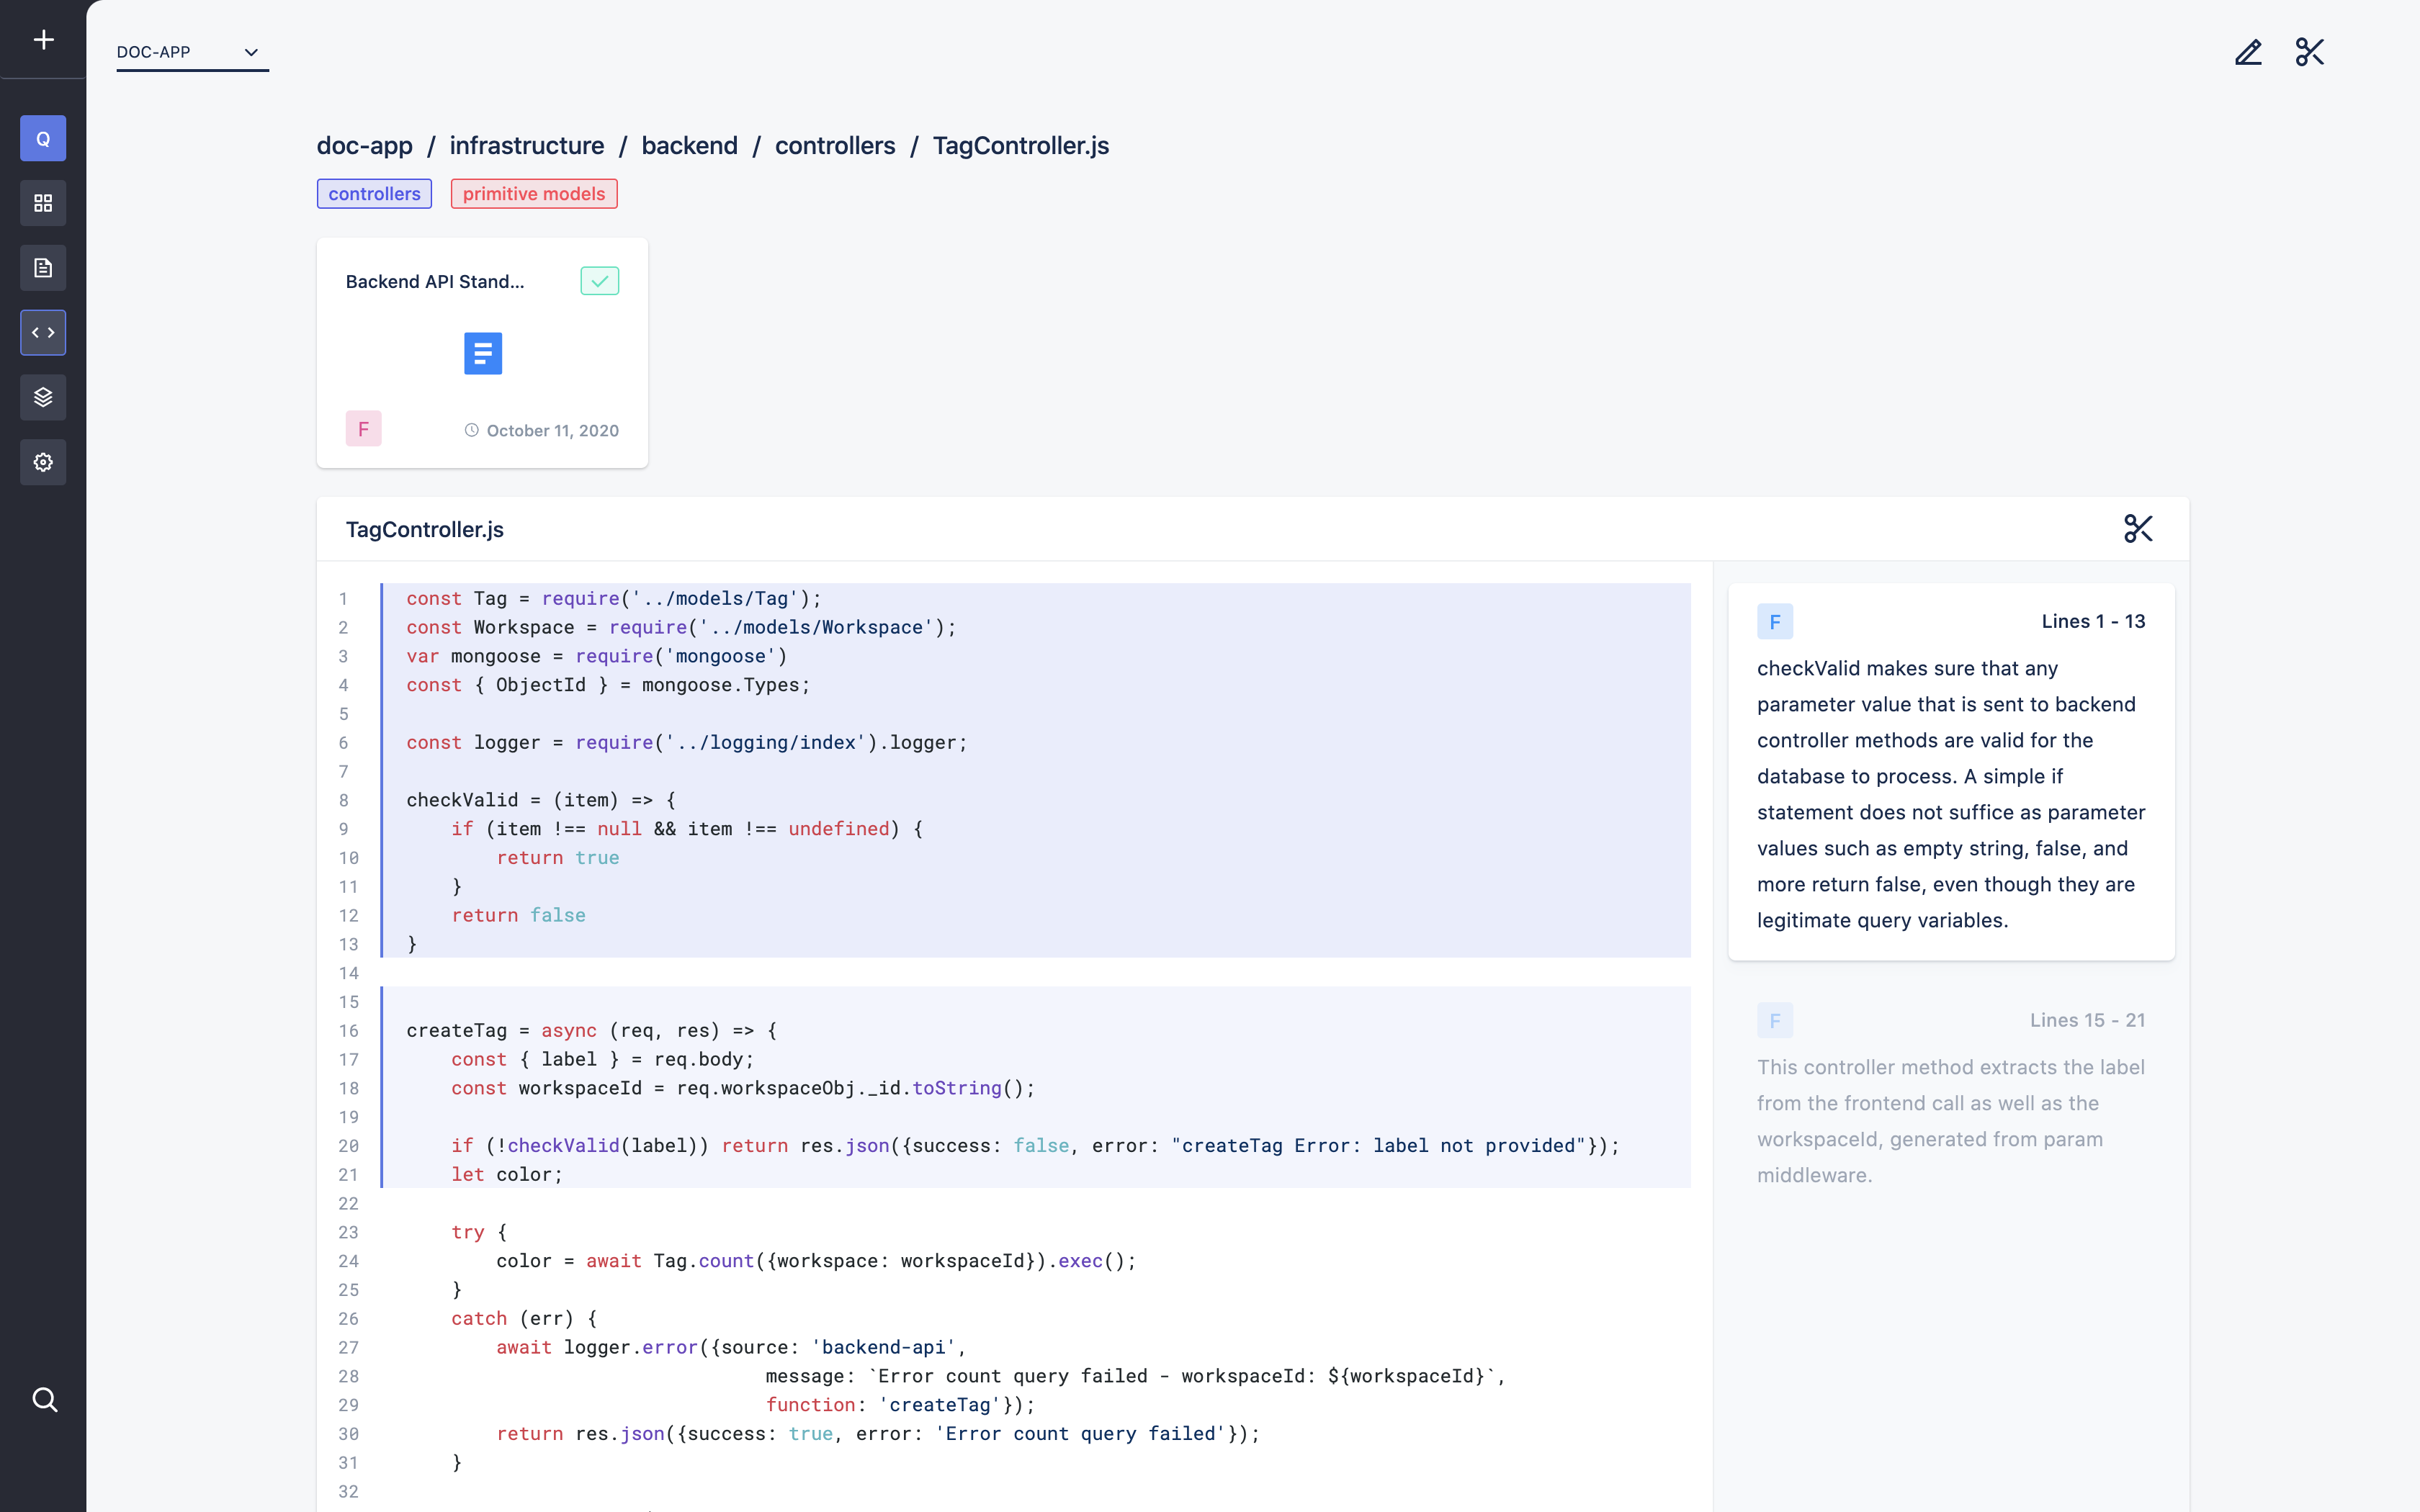 DOC-APP
Q
doc-app / infrastructure / backend / controllers / TagController.js
controllers primitive models
Backend API Stand...
F October 11, 2020
TagController.js
1 const Tag = require('../models/Tag');
2 const Workspace = require('../models/Workspace');
3 var mongoose = require('mongoose')
4 const { ObjectId } = mongoose.Types;
5
6 const logger = require('../logging/index').logger;
7
8 checkValid = (item) => {
9     if (item !== null && item !== undefined) {
10         return true
11     }
12     return false
13 }
14
15
16 createTag = async (req, res) => {
17     const { label } = req.body;
18     const workspaceId = req.workspaceObj._id.toString();
19
20     if (!checkValid(label)) return res.json({success: false, error: "createTag Error: label not provided"});
21     let color;
22
23     try {
24         color = await Tag.count({workspace: workspaceId}).exec();
25     }
26     catch (err) {
27         await logger.error({source: 'backend-api',
28                                 message: `Error count query failed - workspaceId: ${workspaceId}`,
29                                 function: 'createTag'});
30         return res.json({success: true, error: 'Error count query failed'});
31     }
32
F Lines 1 - 13
checkValid makes sure that any
parameter value that is sent to backend
controller methods are valid for the
database to process. A simple if
statement does not suffice as parameter
values such as empty string, false, and
more return false, even though they are
legitimate query variables.
F Lines 15 - 21
This controller method extracts the label
from the frontend call as well as the
workspaceId, generated from param
middleware.